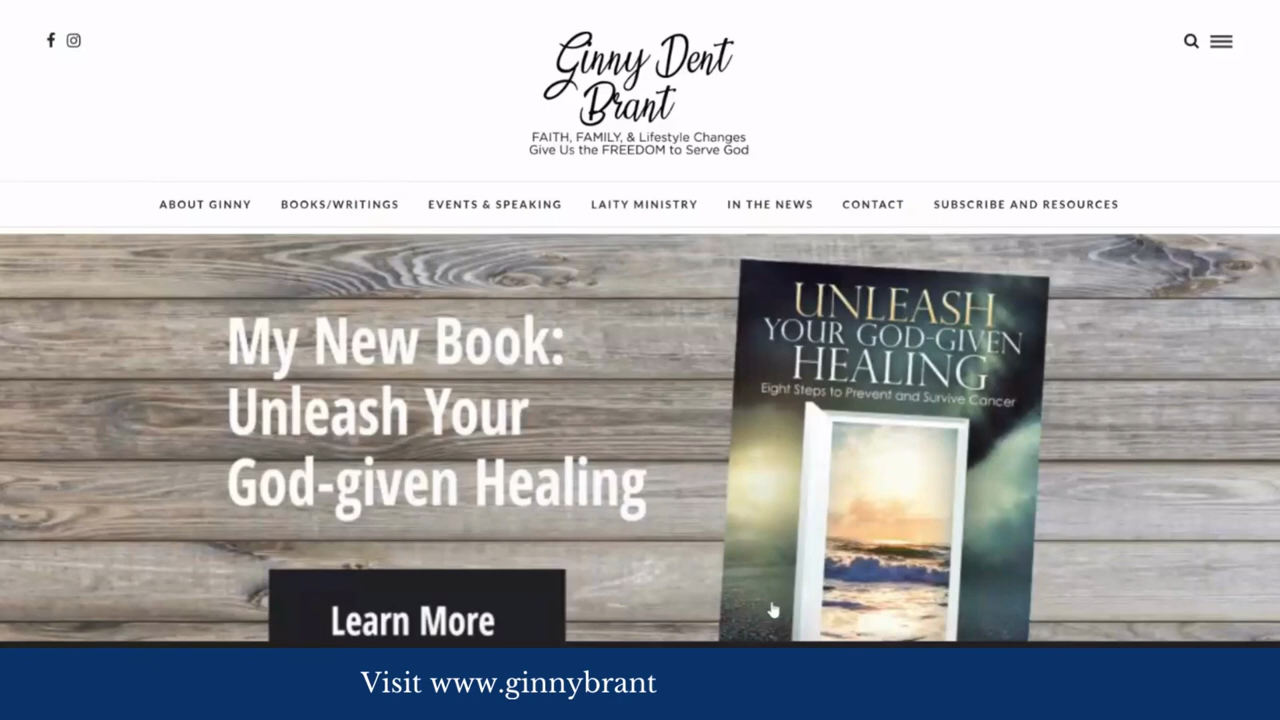 Ginny Dent
Brant
FAITH, FAMILY, & Lifestyle Changes
Give Us the FREEDOM to Serve God
ABOUT GINNY BOOKS/WRITINGS EVENTS & SPEAKING LAITY MINISTRY IN THE NEWS CONTACT SUBSCRIBE AND RESOURCES
My New Book:
Unleash Your
God-given Healing
Learn More
UNLEASH
YOUR GOD-GIVEN
HEALING
Eight Steps to Prevent and Survive Cancer
Visit www.ginnybrant